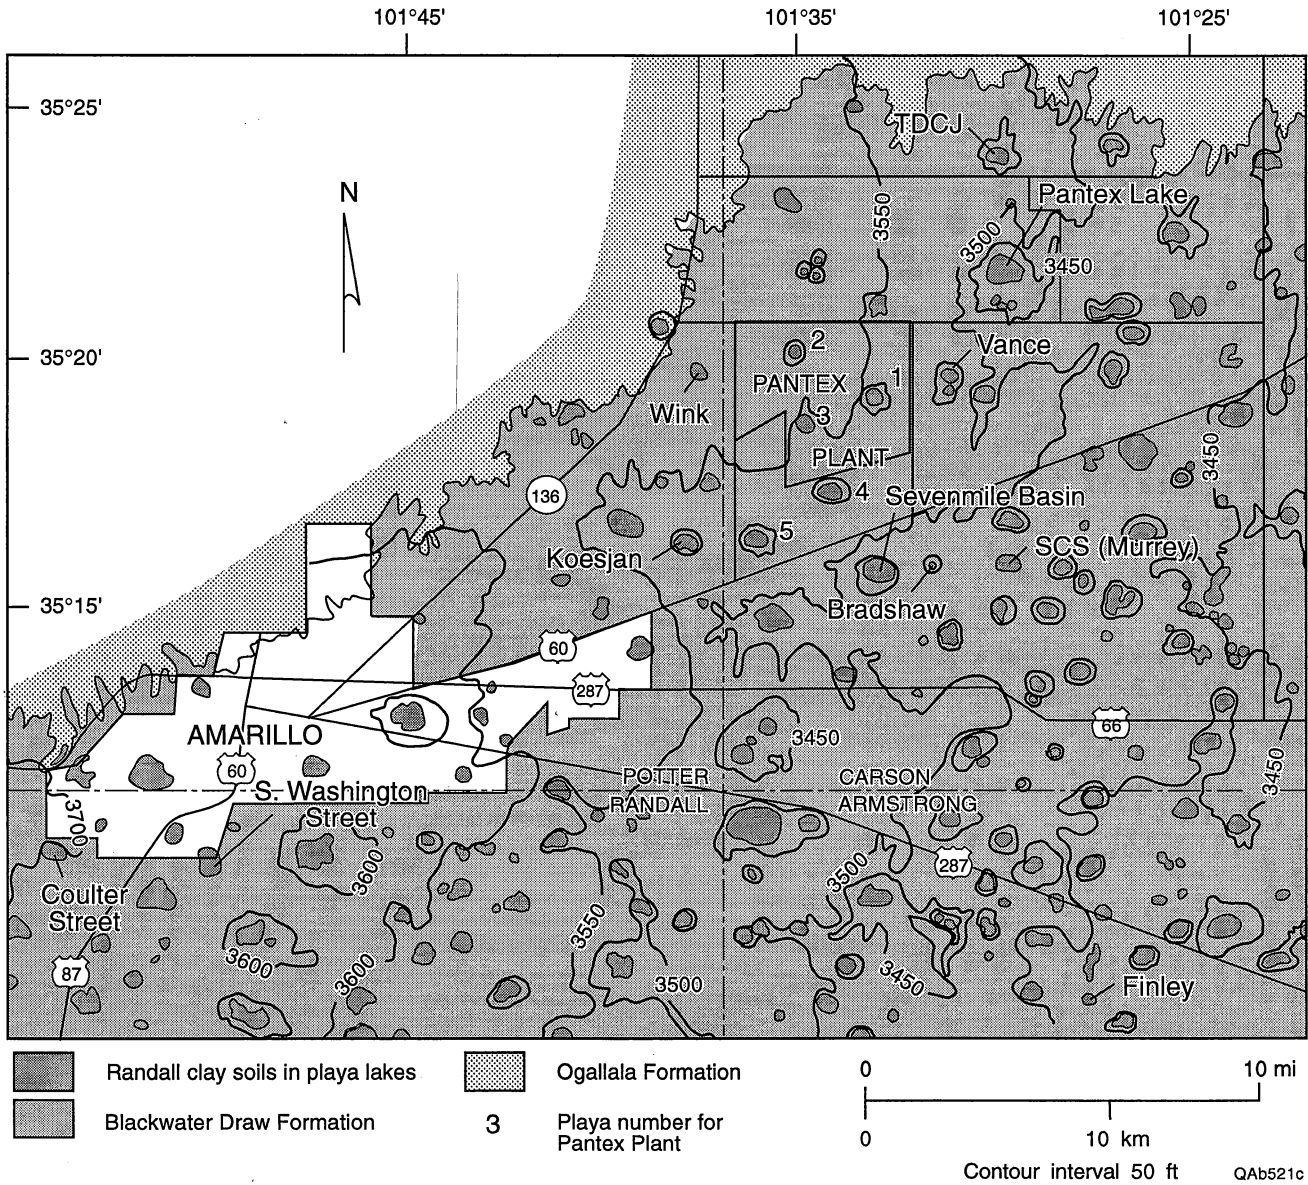 101°45'
101°35'
101°25'
35°25'
TDCJ
N
Pantex Lake
3550
3500
3450
35°20'
2
Vance
PANTEX
1
Wink
3
3450
PLANT
136
4
Sevenmile Basin
5
Koesjan
SCS (Murrey)
35°15'
Bradshaw
60
287
AMARILLO
66
3450
60
POTTER
CARSON
3450
S. Washington
Street
RANDALL
ARMSTRONG
3700
3600
3500
287
Coulter
Street
3550
3600
3600
87
3500
3450
Finley
Randall clay soils in playa lakes
Ogallala Formation
0
10 mi
Blackwater Draw Formation
3
Playa number for
Pantex Plant
0
10 km
Contour interval 50 ft
QAb521c